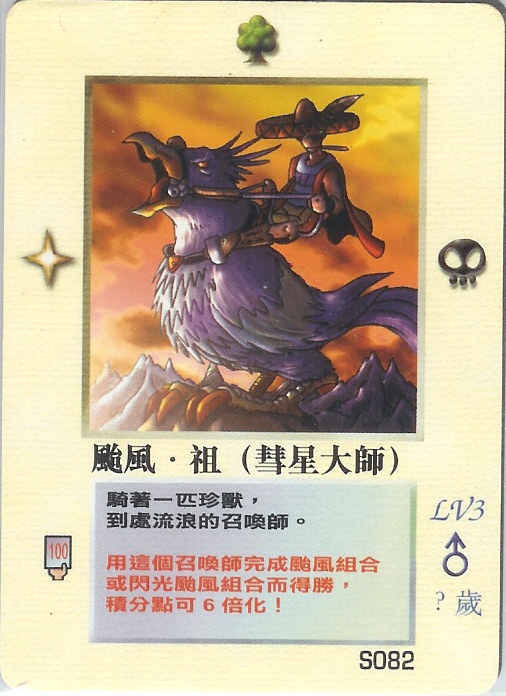 颱風·祖（彗星大師）
騎著一匹珍獸，
到處流浪的召喚師。
用這個召喚師完成颱風組合
或閃光颱風組合而得勝，
積分點可6倍化！
100
LV3
?歲
S082